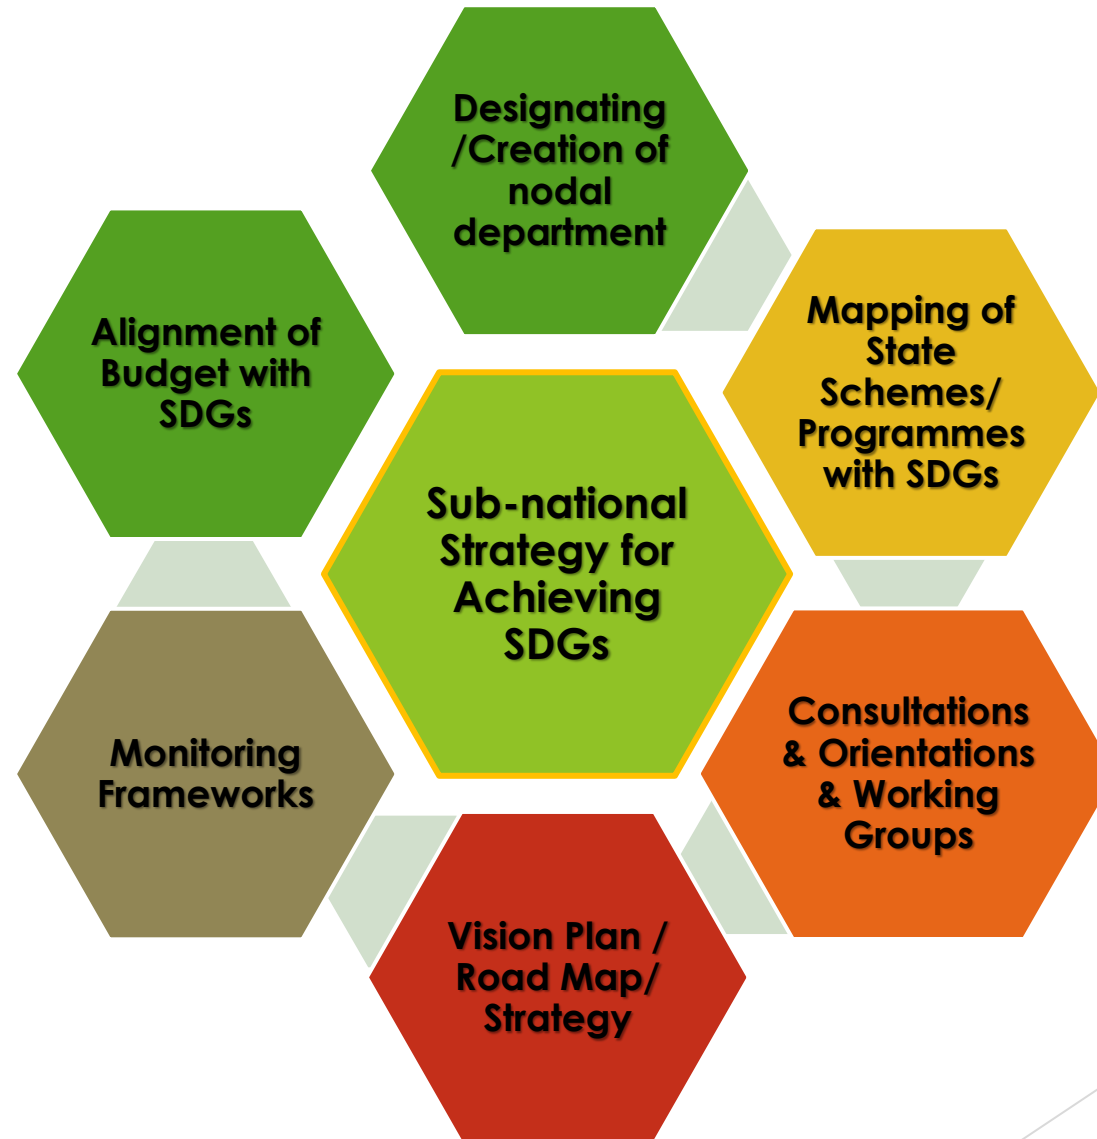 Designating
/Creation of
nodal
department
Mapping of
State
Schemes/
Programmes
with SDGs
Consultations
& Orientations
& Working
Groups
Vision Plan /
Road Map/
Strategy
Monitoring
Frameworks
Alignment of
Budget with
SDGs
Sub-national
Strategy for
Achieving
SDGs